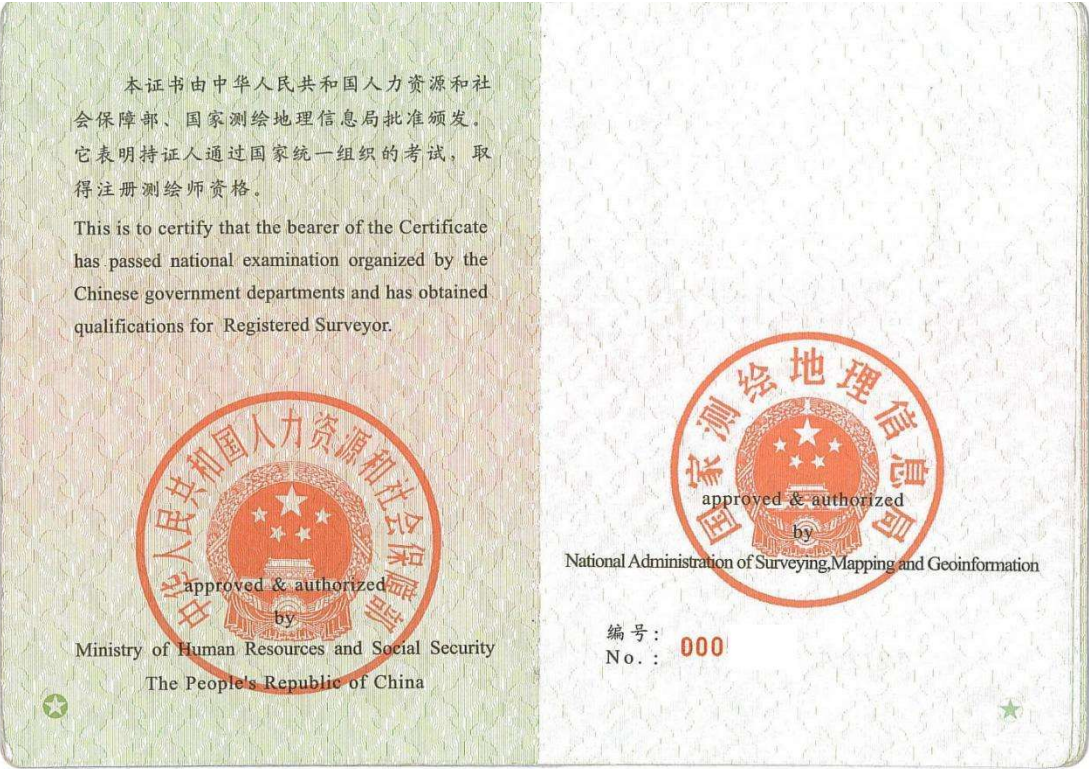 本证书由中华人民共和国人力资源和社
会保障部、国家测绘地理信息局批准颁发。
它表明持证人通过国家统一组织的考试，取
得注册测绘师资格。
This is to certify that the bearer of the Certificate
has passed national examination organized by the
Chinese government departments and has obtained
qualifications for Registered Surveyor.
中华人民共和国人力资源和社会保障部
approved & authorized
by
Ministry of Human Resources and Social Security
The People's Republic of China
国家测绘地理信息局
approved & authorized
by
National Administration of Surveying,Mapping and Geoinformation
编号：
No.：
000